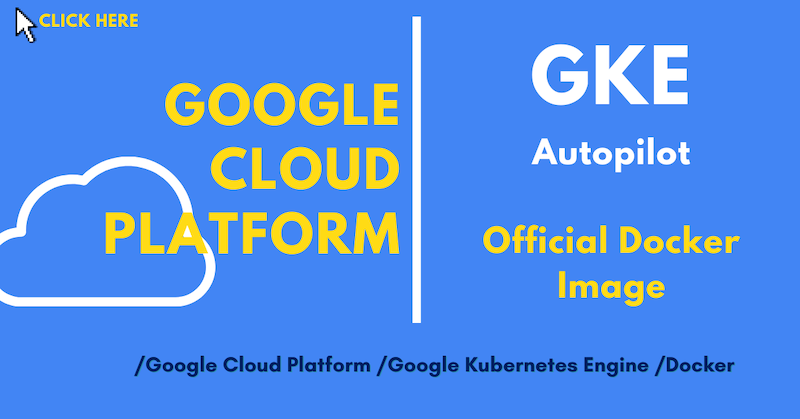 CLICK HERE
GOOGLE
CLOUD
PLATFORM
GKE
Autopilot
Official Docker
Image
/Google Cloud Platform /Google Kubernetes Engine /Docker